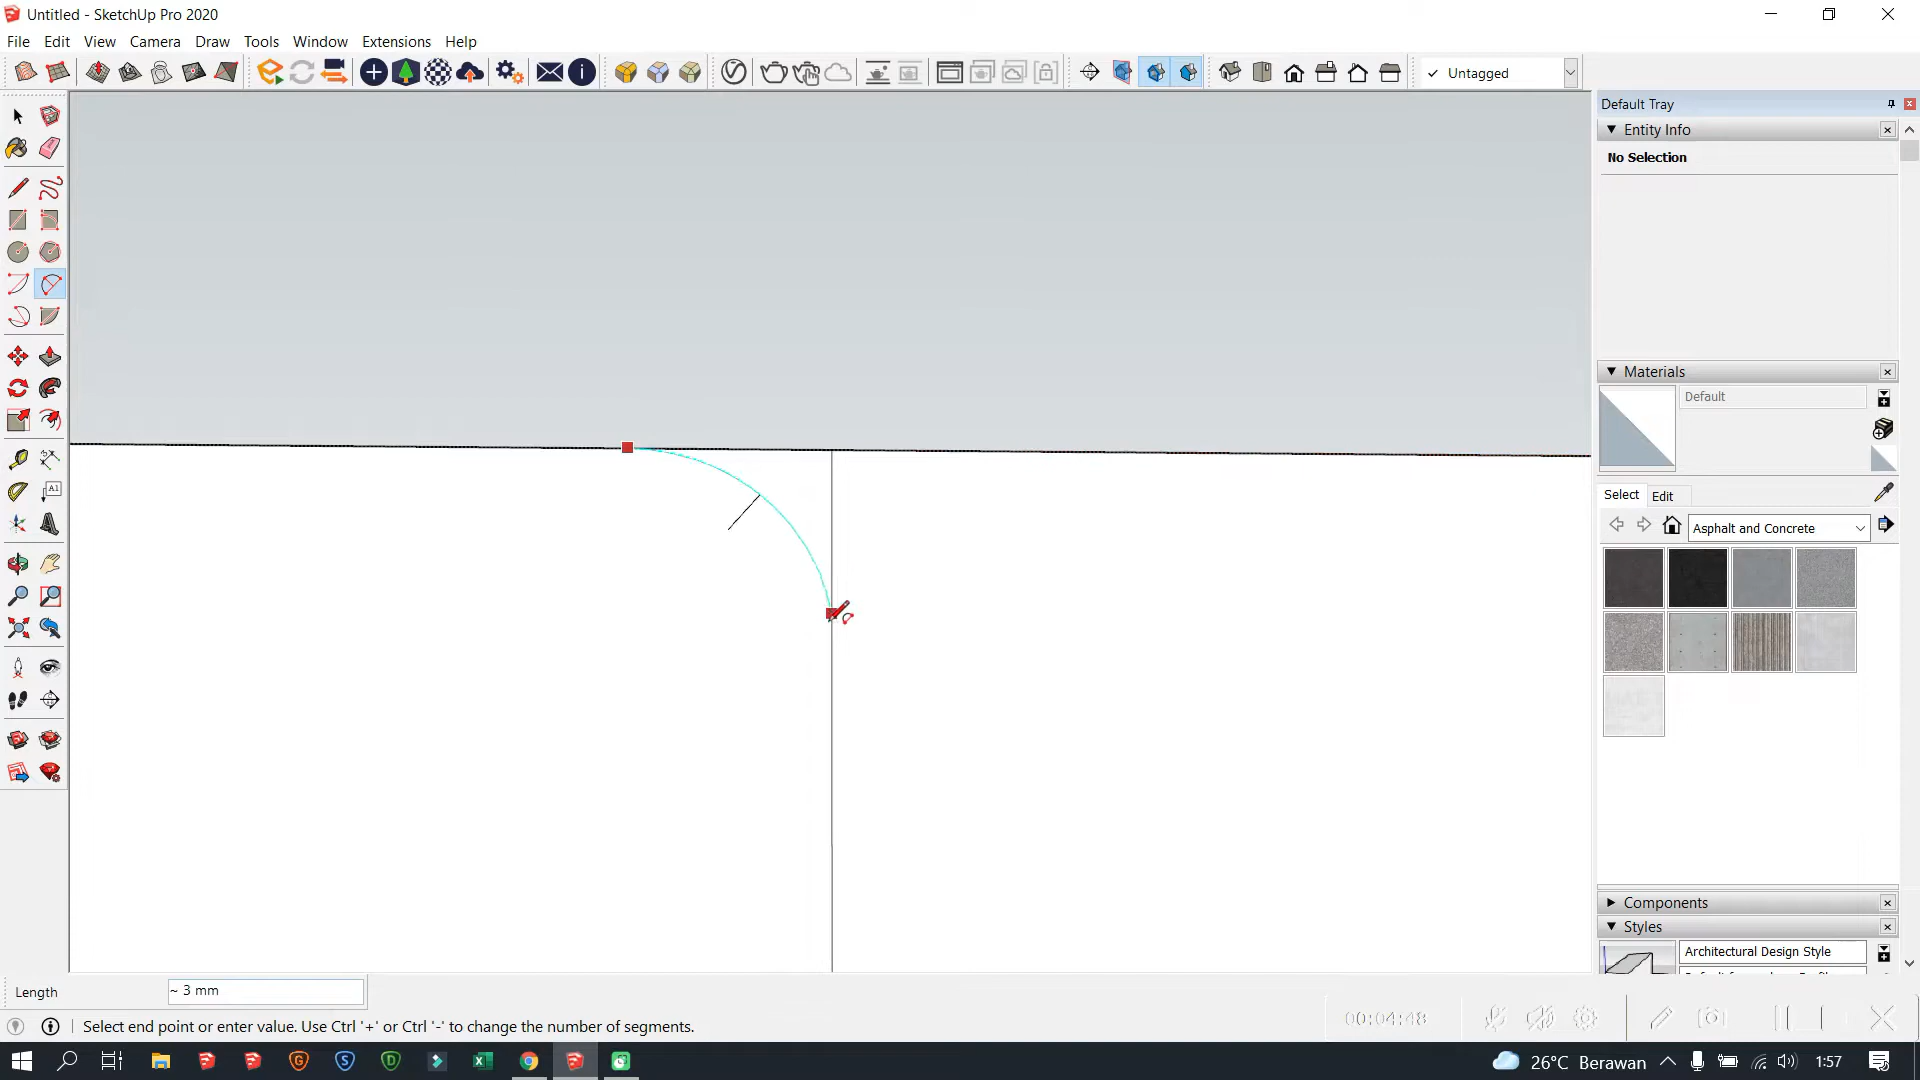 Untitled - SketchUp Pro 2020
File Edit View Camera Draw Tools Window Extensions Help
Untagged
Default Tray
Entity Info
No Selection
Materials
Default
Select Edit
Asphalt and Concrete
Components
Styles
Architectural Design Style
Length ~ 3 mm
Select end point or enter value. Use Ctrl '+' or Ctrl '-' to change the number of segments.
00:04:48
26°C Berawan 1:57